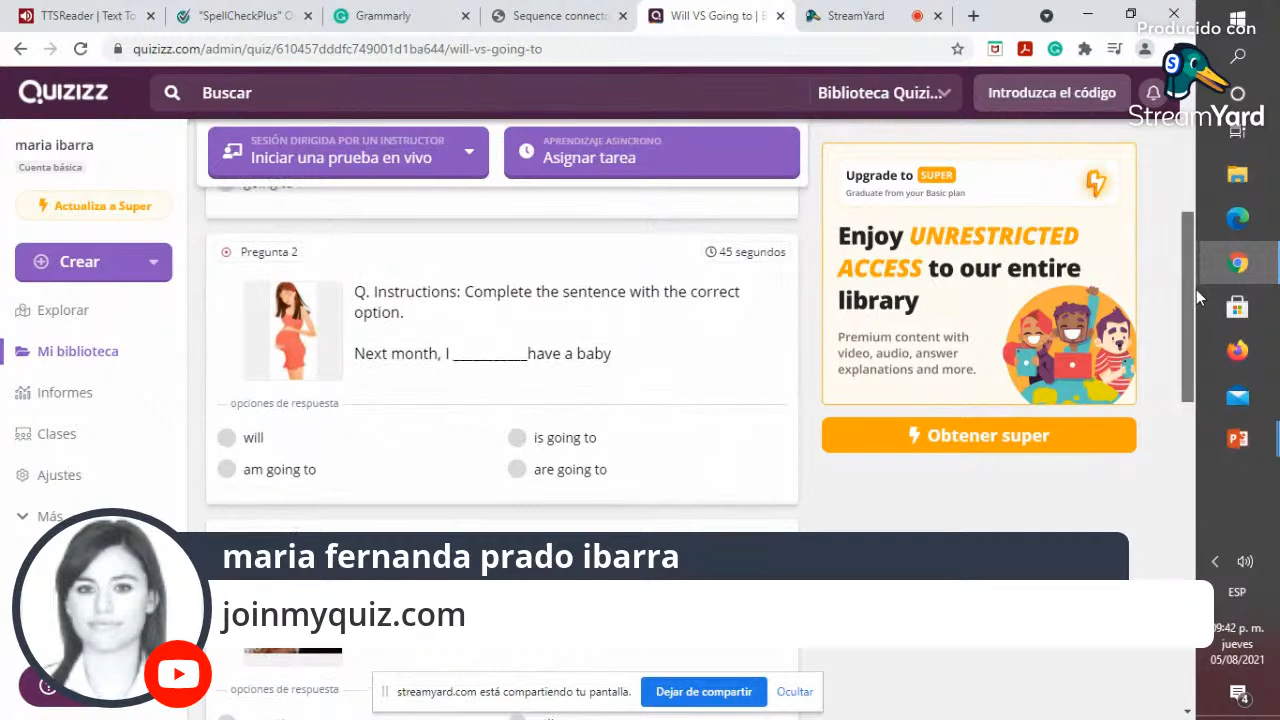 TTSReader | Text To
"SpellCheckPlus" O
Grammarly
Sequence connecto
Will VS Going to | 
StreamYard
quizizz.com/admin/quiz/610457dddfc749001d1ba644/will-vs-going-to
Producido con
StreamYard
QUIZIZZ
Buscar
Biblioteca Quizi...
Introduzca el código
maria ibarra
Cuenta básica
Actualiza a Super
Crear
Explorar
Mi biblioteca
Informes
Clases
Ajustes
Más
SESIÓN DIRIGIDA POR UN INSTRUCTOR
Iniciar una prueba en vivo
APRENDIZAJE ASÍNCRONO
Asignar tarea
going to
Pregunta 2
45 segundos
Q. Instructions: Complete the sentence with the correct
option.
Next month, I ___________have a baby
opciones de respuesta
will
is going to
am going to
are going to
Upgrade to SUPER
Graduate from your Basic plan
Enjoy UNRESTRICTED
ACCESS to our entire
library
Premium content with
video, audio, answer
explanations and more.
Obtener super
maria fernanda prado ibarra
joinmyquiz.com
opciones de respuesta
streamyard.com está compartiendo tu pantalla.
Dejar de compartir
Ocultar
ESP
09:42 p. m.
jueves
05/08/2021
4